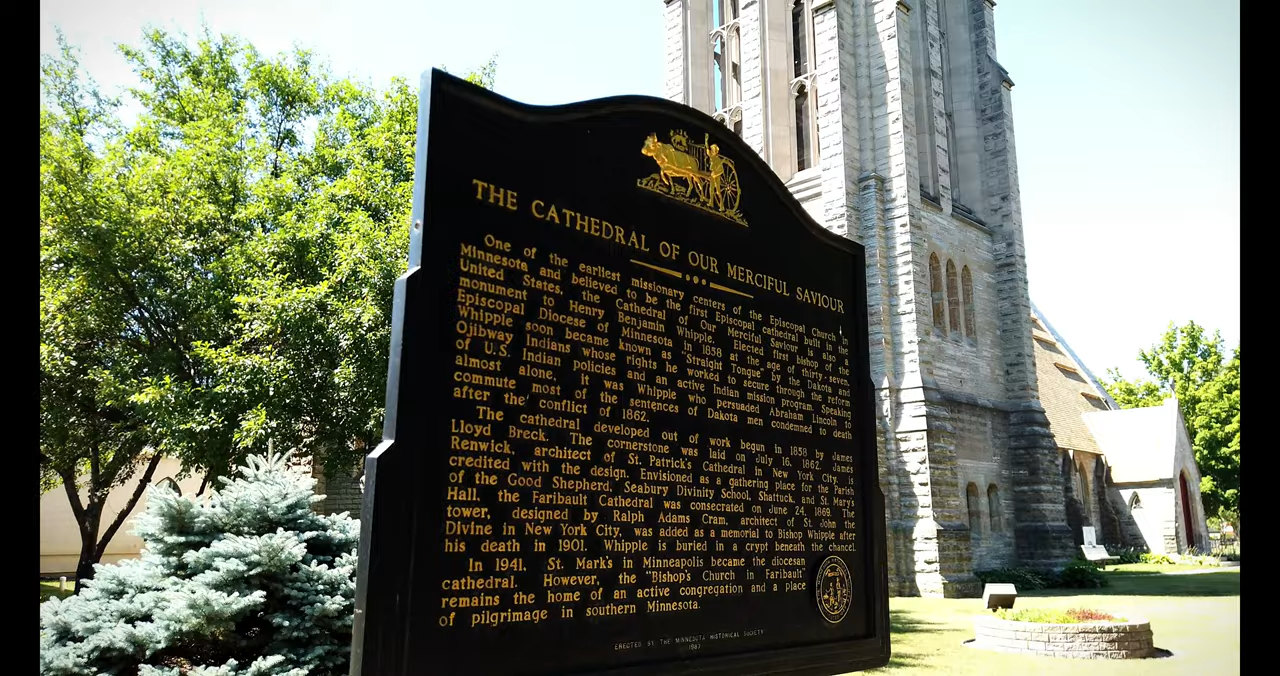 THE CATHEDRAL OF OUR MERCIFUL SAVIOUR
One of the earliest missionary centers of the Episcopal Church in
Minnesota and believed to be the first Episcopal cathedral built in the
United States, the Cathedral of Our Merciful Saviour is also a
monument to Henry Benjamin Whipple. Elected first bishop of the
Episcopal Diocese of Minnesota in 1858 at the age of thirty-seven,
Whipple soon became known as "Straight Tongue" by the Dakota and
Ojibway Indians whose rights he worked to secure through the reform
of U.S. Indian policies and an active Indian mission program. Speaking
almost alone, it was Whipple who persuaded Abraham Lincoln to
commute most of the sentences of Dakota men condemned to death
after the conflict of 1862.
The cathedral developed out of work begun in 1858 by James
Lloyd Breck. The cornerstone was laid on July 16, 1862. James
Renwick, architect of St. Patrick's Cathedral in New York City, is
credited with the design. Envisioned as a gathering place for the Parish
of the Good Shepherd, Seabury Divinity School, Shattuck, and St. Mary's
Hall, the Faribault Cathedral was consecrated on June 24, 1869. The
tower, designed by Ralph Adams Cram, architect of St. John the
Divine in New York City, was added as a memorial to Bishop Whipple after
his death in 1901. Whipple is buried in a crypt beneath the chancel.
In 1941, St. Mark's in Minneapolis became the diocesan
cathedral. However, the "Bishop's Church in Faribault"
remains the home of an active congregation and a place
of pilgrimage in southern Minnesota.
ERECTED BY THE MINNESOTA HISTORICAL SOCIETY
1987